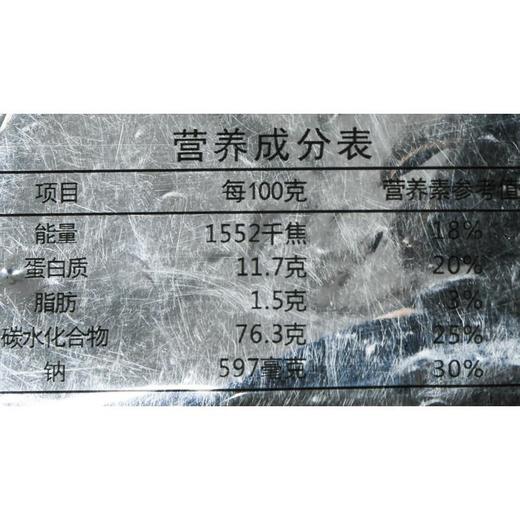 营养成分表
项目 每100克 营养素参考值
能量 1552千焦 18%
蛋白质 11.7克 20%
脂肪 1.5克 3%
碳水化合物 76.3克 25%
钠 597毫克 30%